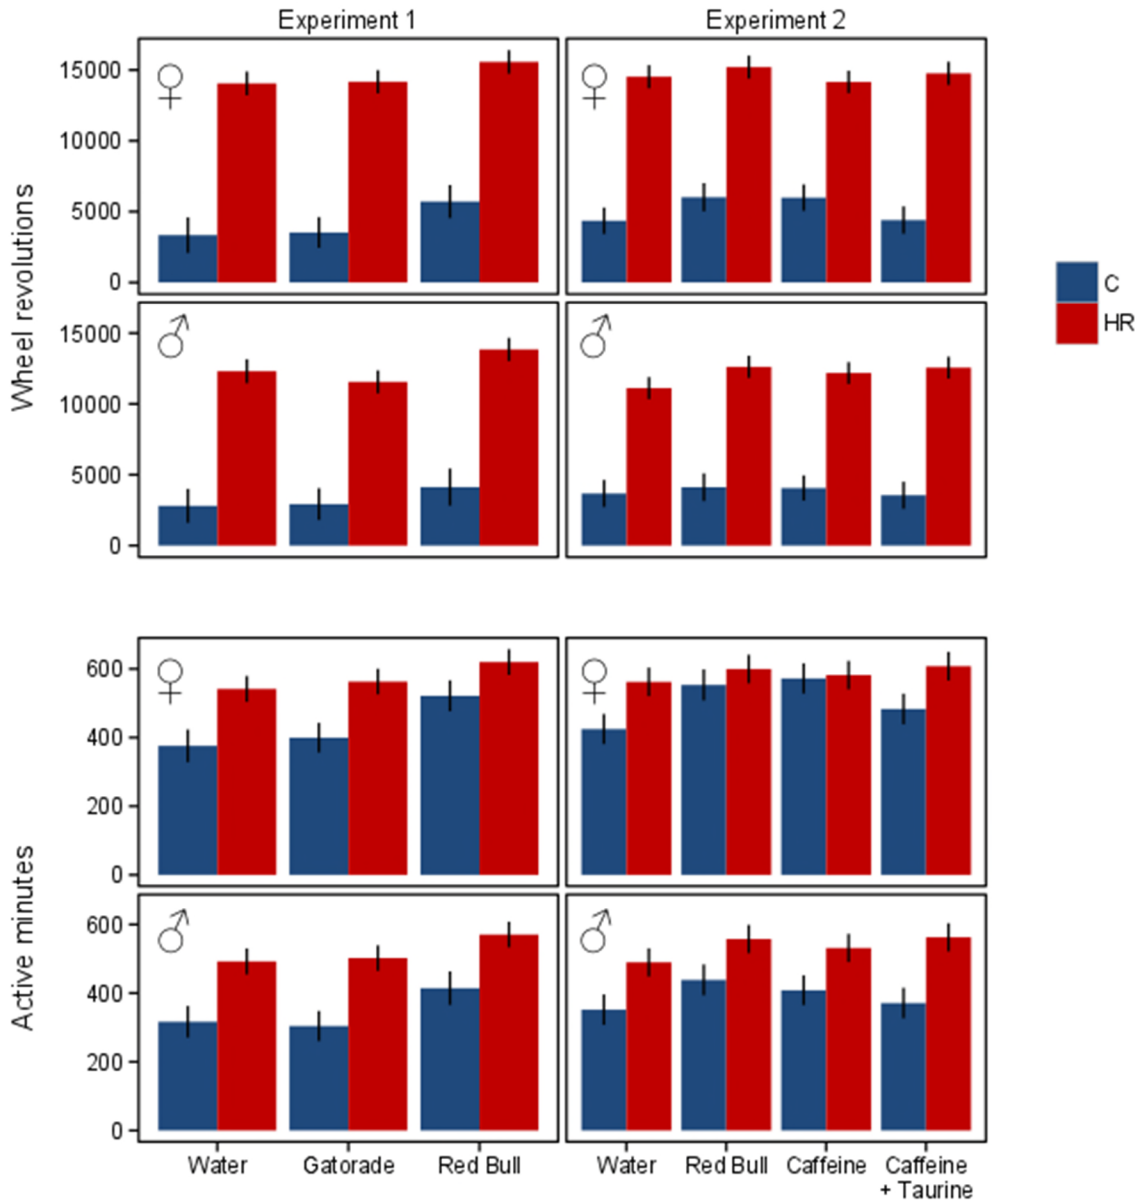 Experiment 1
Experiment 2
Wheel revolutions
15000
♀
♀
10000
5000
0
C
HR
15000
♂
♂
10000
5000
0
Active minutes
600
♀
♀
400
200
0
600
♂
♂
400
200
0
Water
Gatorade
Red Bull
Water
Red Bull
Caffeine
Caffeine
+ Taurine